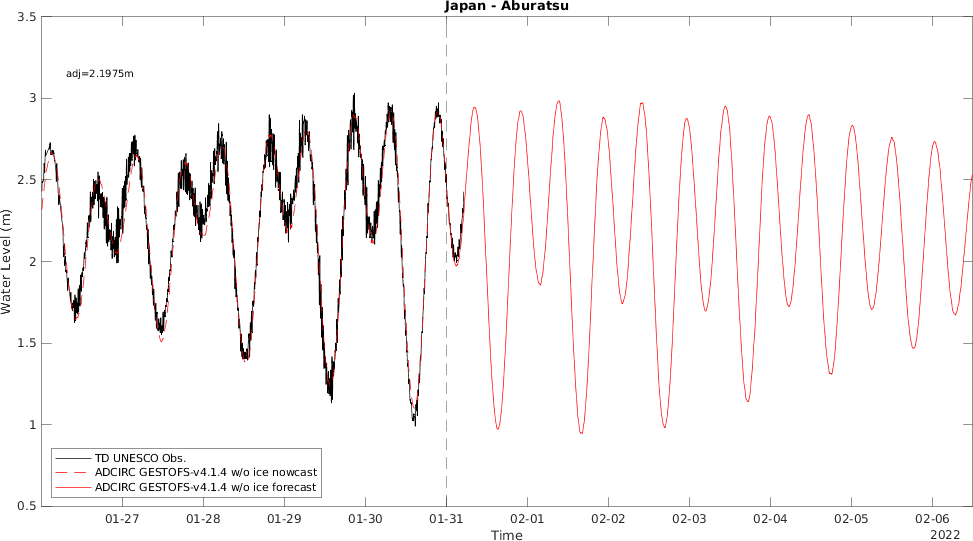 Japan - Aburatsu
3.5
3
2.5
2
1.5
1
0.5
Water Level (m)
adj=2.1975m
TD UNESCO Obs.
ADCIRC GESTOFS-v4.1.4 w/o ice nowcast
ADCIRC GESTOFS-v4.1.4 w/o ice forecast
01-27 01-28 01-29 01-30 01-31 02-01 02-02 02-03 02-04 02-05 02-06
Time
2022